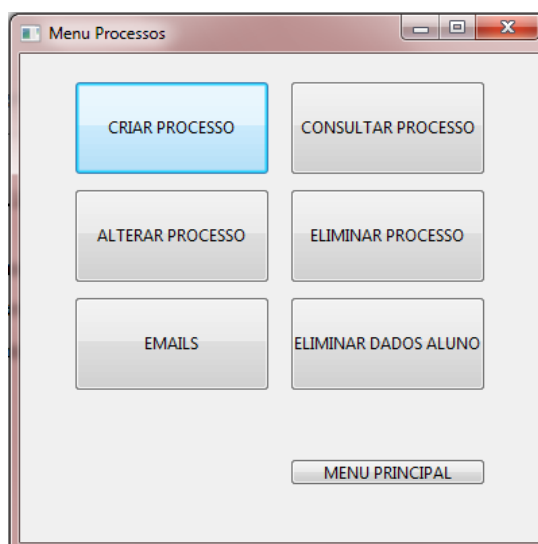 Menu Processos
CRIAR PROCESSO
CONSULTAR PROCESSO
ALTERAR PROCESSO
ELIMINAR PROCESSO
EMAILS
ELIMINAR DADOS ALUNO
MENU PRINCIPAL